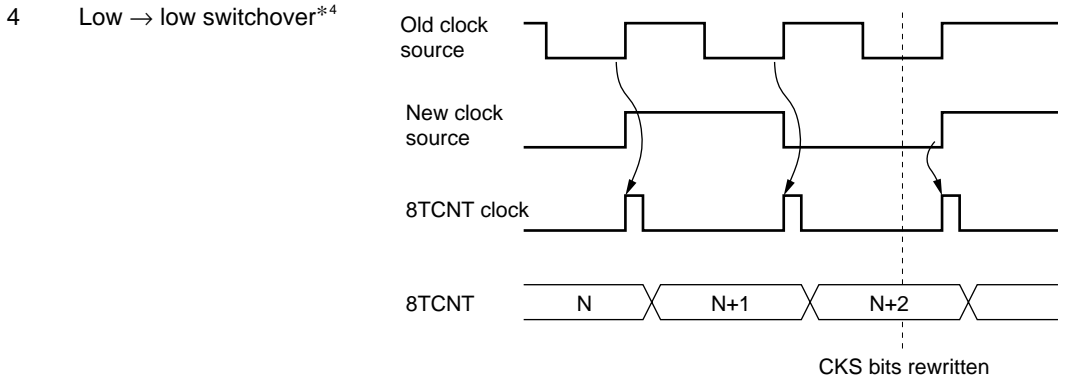 4 Low → low switchover*4
Old clock
source
New clock
source
8TCNT clock
8TCNT N N+1 N+2
CKS bits rewritten